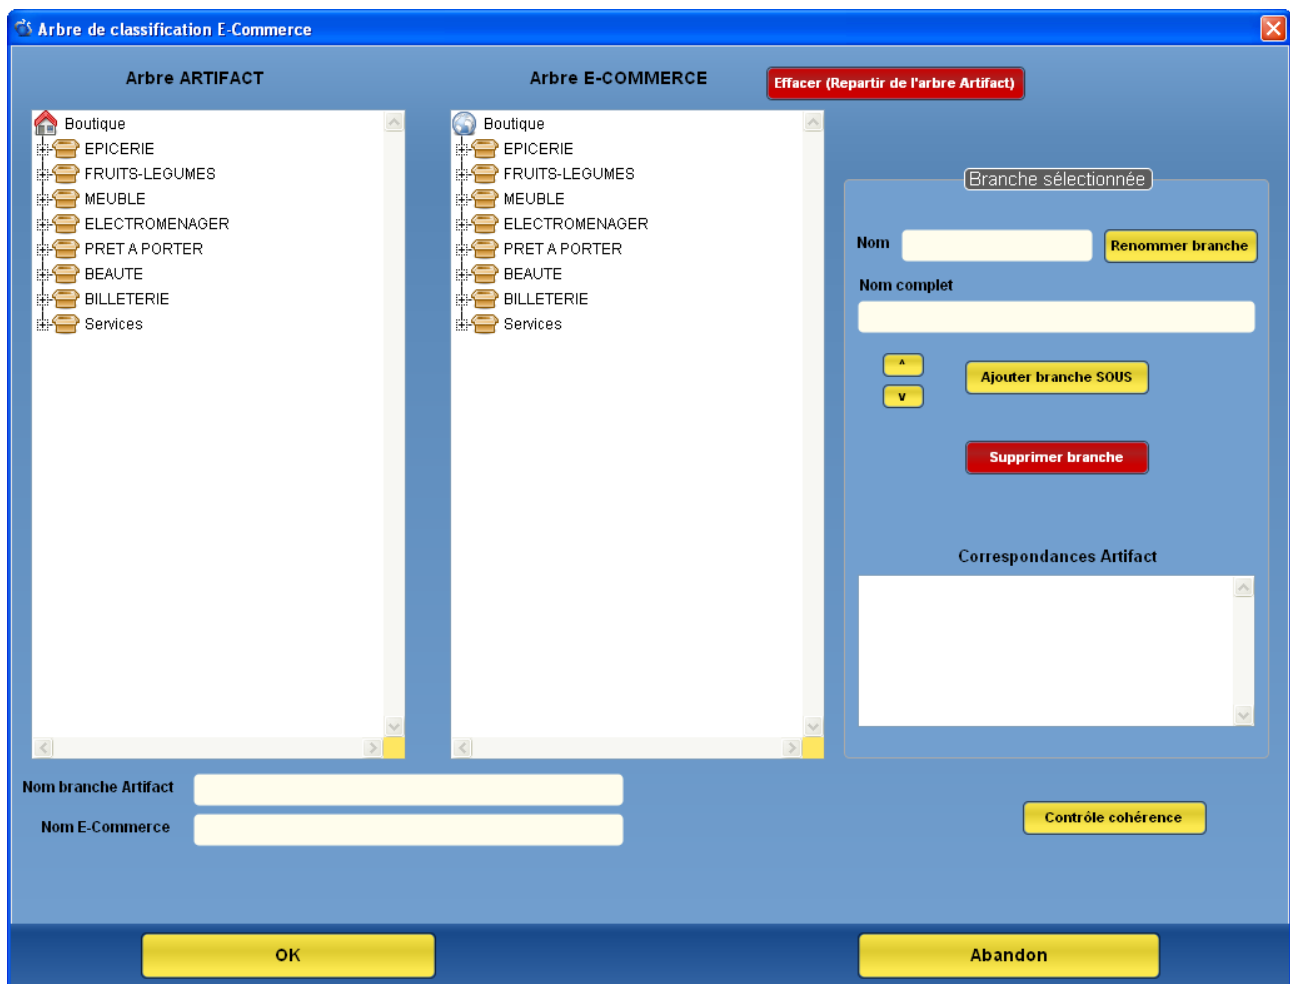 Arbre de classification E-Commerce
Arbre ARTIFACT
Arbre E-COMMERCE
Effacer (Repartir de l'arbre Artifact)
Boutique
EPICERIE
FRUITS-LEGUMES
MEUBLE
ELECTROMENAGER
PRET A PORTER
BEAUTE
BILLETERIE
Services
Boutique
EPICERIE
FRUITS-LEGUMES
MEUBLE
ELECTROMENAGER
PRET A PORTER
BEAUTE
BILLETERIE
Services
Branche sélectionnée
Nom
Renommer branche
Nom complet
^
v
Ajouter branche SOUS
Supprimer branche
Correspondances Artifact
Nom branche Artifact
Nom E-Commerce
Contrôle cohérence
OK
Abandon